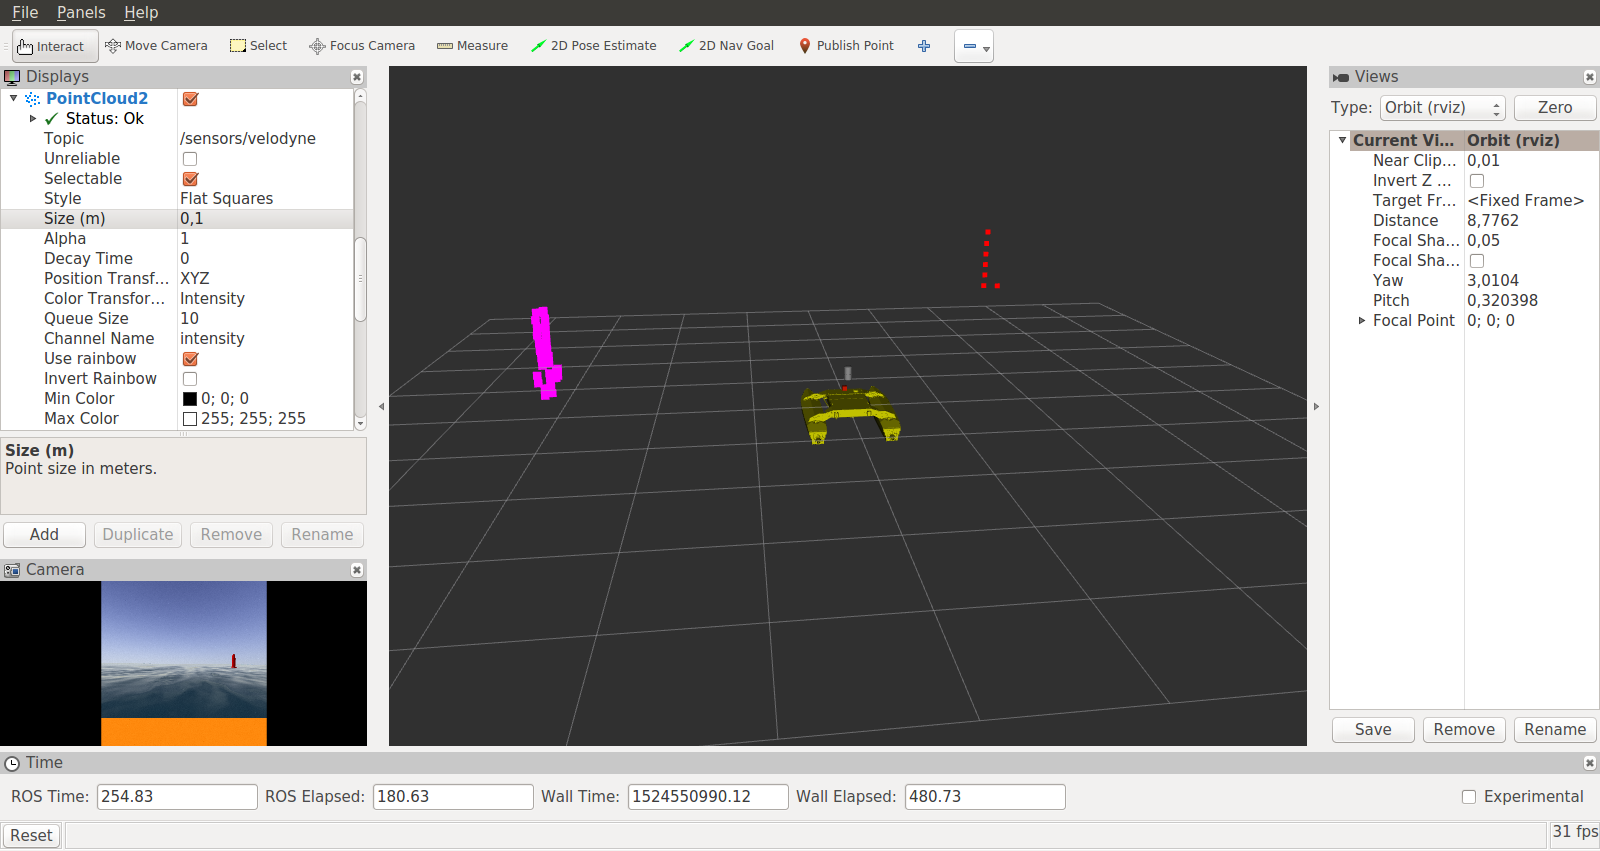 File Panels Help
Interact Move Camera Select Focus Camera Measure 2D Pose Estimate 2D Nav Goal Publish Point
Displays
PointCloud2
Status: Ok
Topic /sensors/velodyne
Unreliable
Selectable
Style Flat Squares
Size (m) 0,1
Alpha 1
Decay Time 0
Position Transf... XYZ
Color Transfor... Intensity
Queue Size 10
Channel Name intensity
Use rainbow
Invert Rainbow
Min Color 0; 0; 0
Max Color 255; 255; 255
Size (m)
Point size in meters.
Add Duplicate Remove Rename
Camera
Views
Type: Orbit (rviz) Zero
Current Vi... Orbit (rviz)
Near Clip... 0,01
Invert Z ...
Target Fr... <Fixed Frame>
Distance 8,7762
Focal Sha... 0,05
Focal Sha...
Yaw 3,0104
Pitch 0,320398
Focal Point 0; 0; 0
Save Remove Rename
Time
ROS Time: 254.83 ROS Elapsed: 180.63 Wall Time: 1524550990.12 Wall Elapsed: 480.73 Experimental
Reset 31 fps